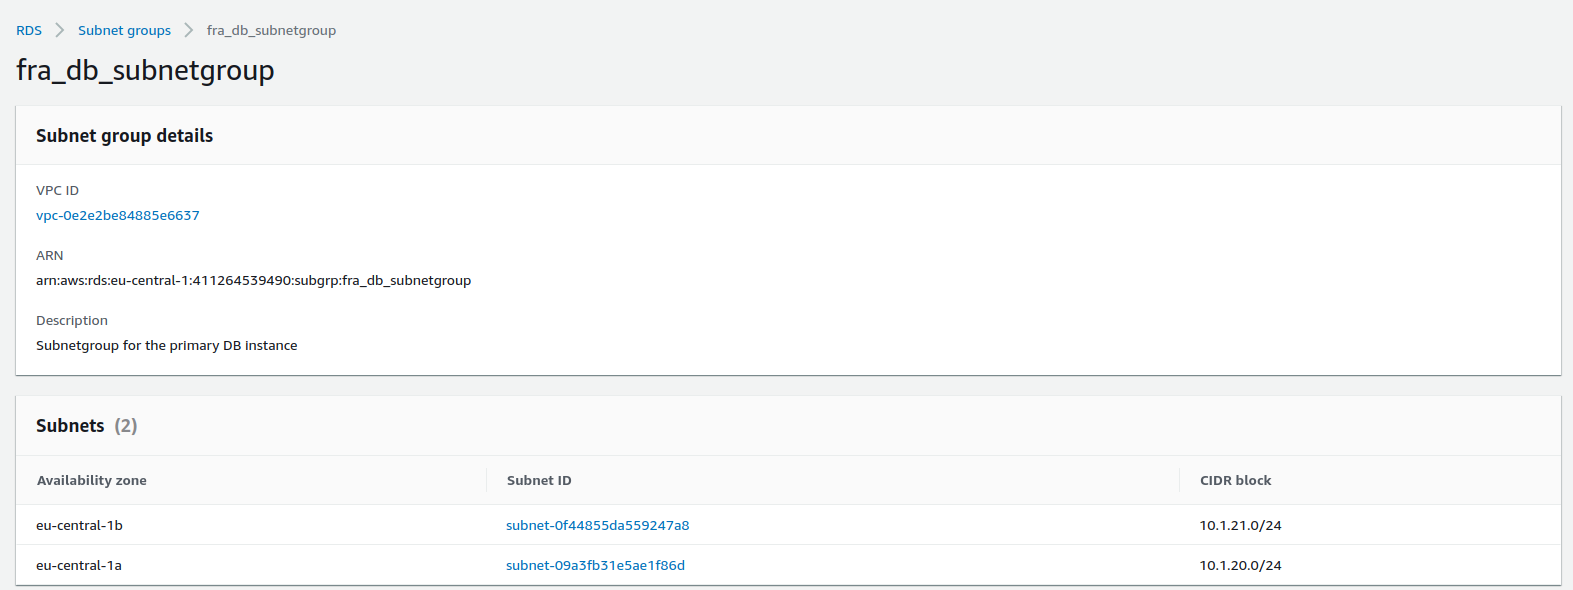 RDS > Subnet groups > fra_db_subnetgroup
fra_db_subnetgroup
Subnet group details
VPC ID
vpc-0e2e2be84885e6637
ARN
arn:aws:rds:eu-central-1:411264539490:subgrp:fra_db_subnetgroup
Description
Subnetgroup for the primary DB instance
Subnets (2)
Availability zone Subnet ID CIDR block
eu-central-1b subnet-0f44855da559247a8 10.1.21.0/24
eu-central-1a subnet-09a3fb31e5ae1f86d 10.1.20.0/24